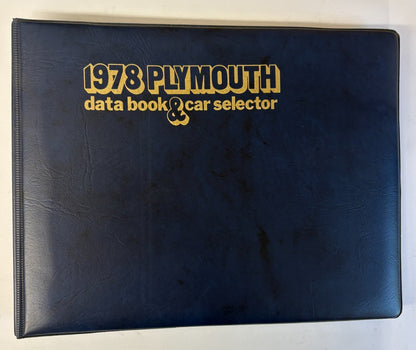 1978 PLYMOUTH
data book & car selector